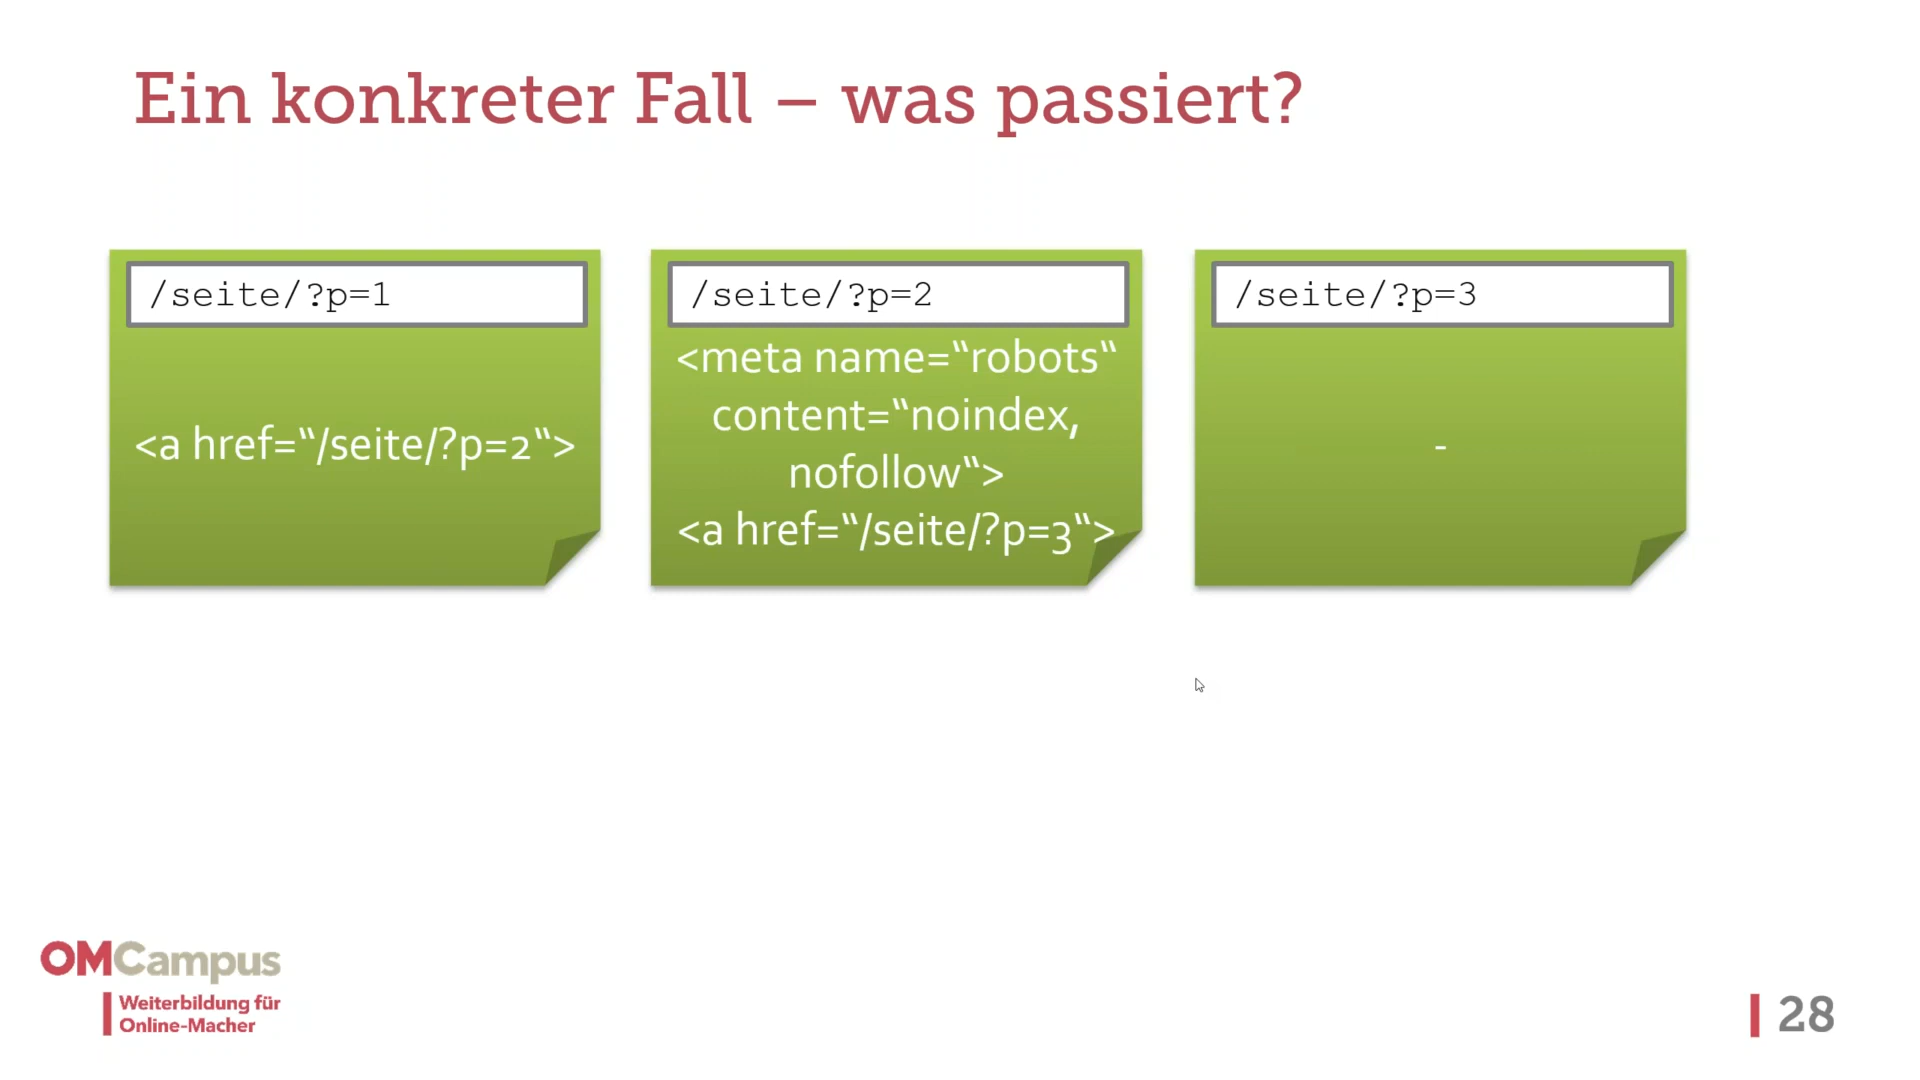 Ein konkreter Fall – was passiert?
/seite/?p=1
<a href=“/seite/?p=2“>
/seite/?p=2
<meta name=“robots“
content=“noindex,
nofollow“>
<a href=“/seite/?p=3“>
/seite/?p=3
-
OMCampus
Weiterbildung für
Online-Macher
28